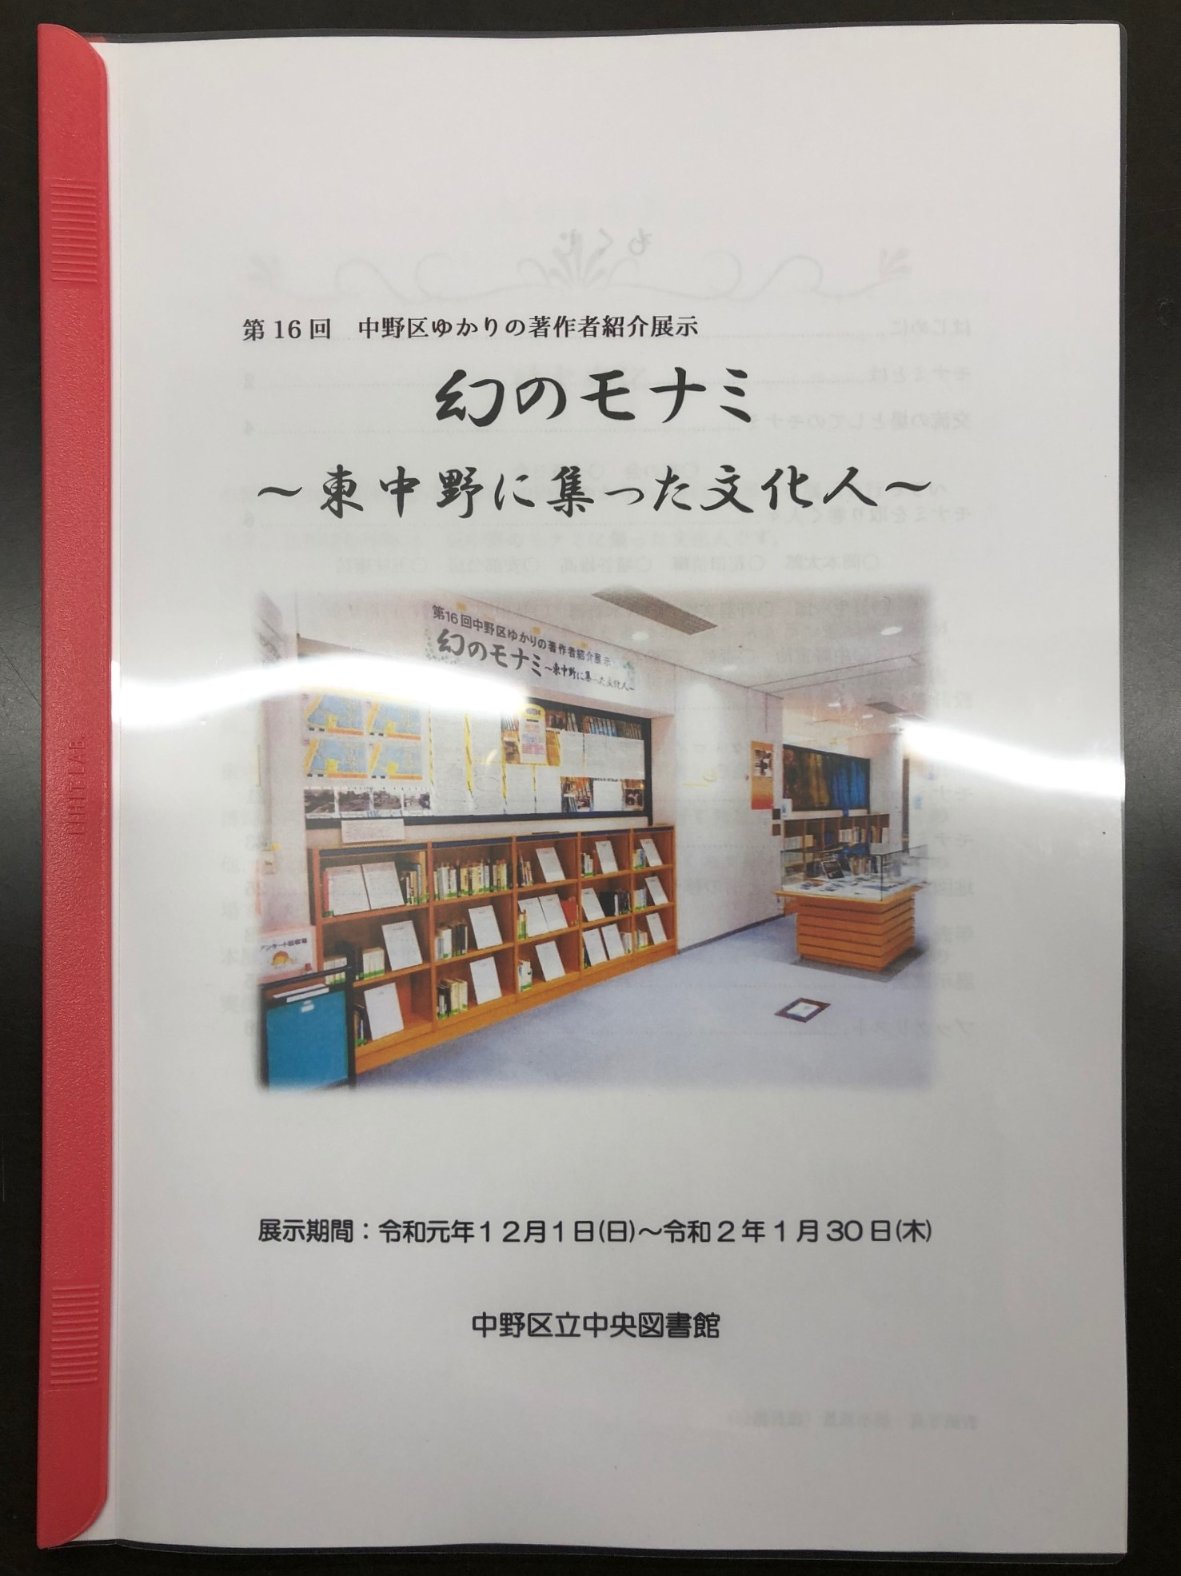 第16回　中野区ゆかりの著作者紹介展示
幻のモナミ
～東中野に集った文化人～
第16回中野区ゆかりの著作者紹介展示
幻のモナミ～東中野に集った文化人～
展示期間：令和元年１２月１日(日)～令和２年１月３０日(木)
中野区立中央図書館